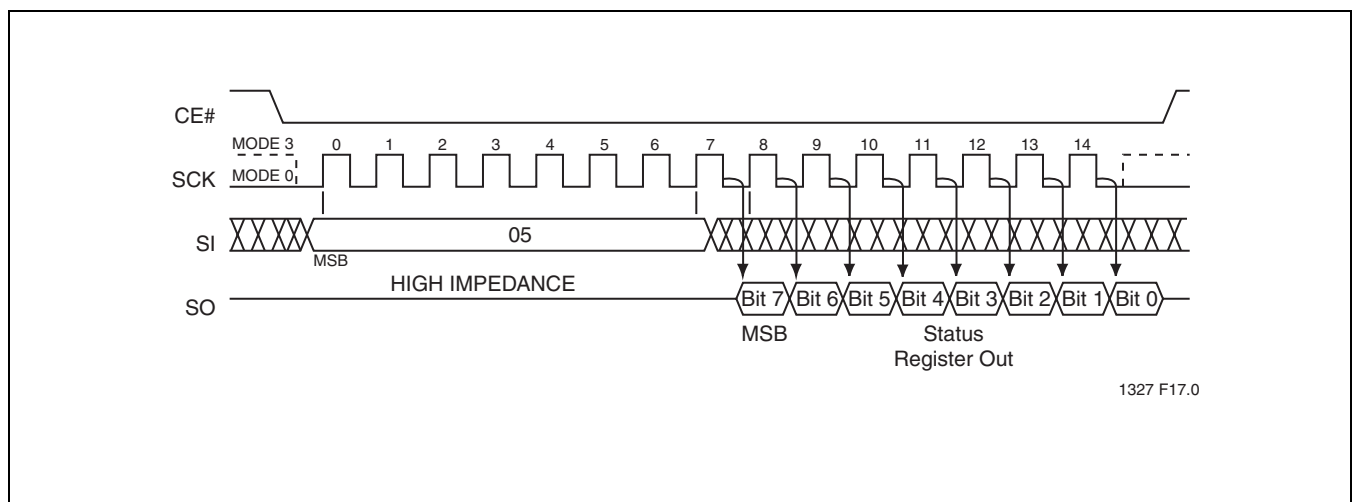 CE#
MODE 3 0 1 2 3 4 5 6 7 8 9 10 11 12 13 14
SCK MODE 0
SI 05
MSB
HIGH IMPEDANCE
SO Bit 7 Bit 6 Bit 5 Bit 4 Bit 3 Bit 2 Bit 1 Bit 0
MSB Status
Register Out
1327 F17.0